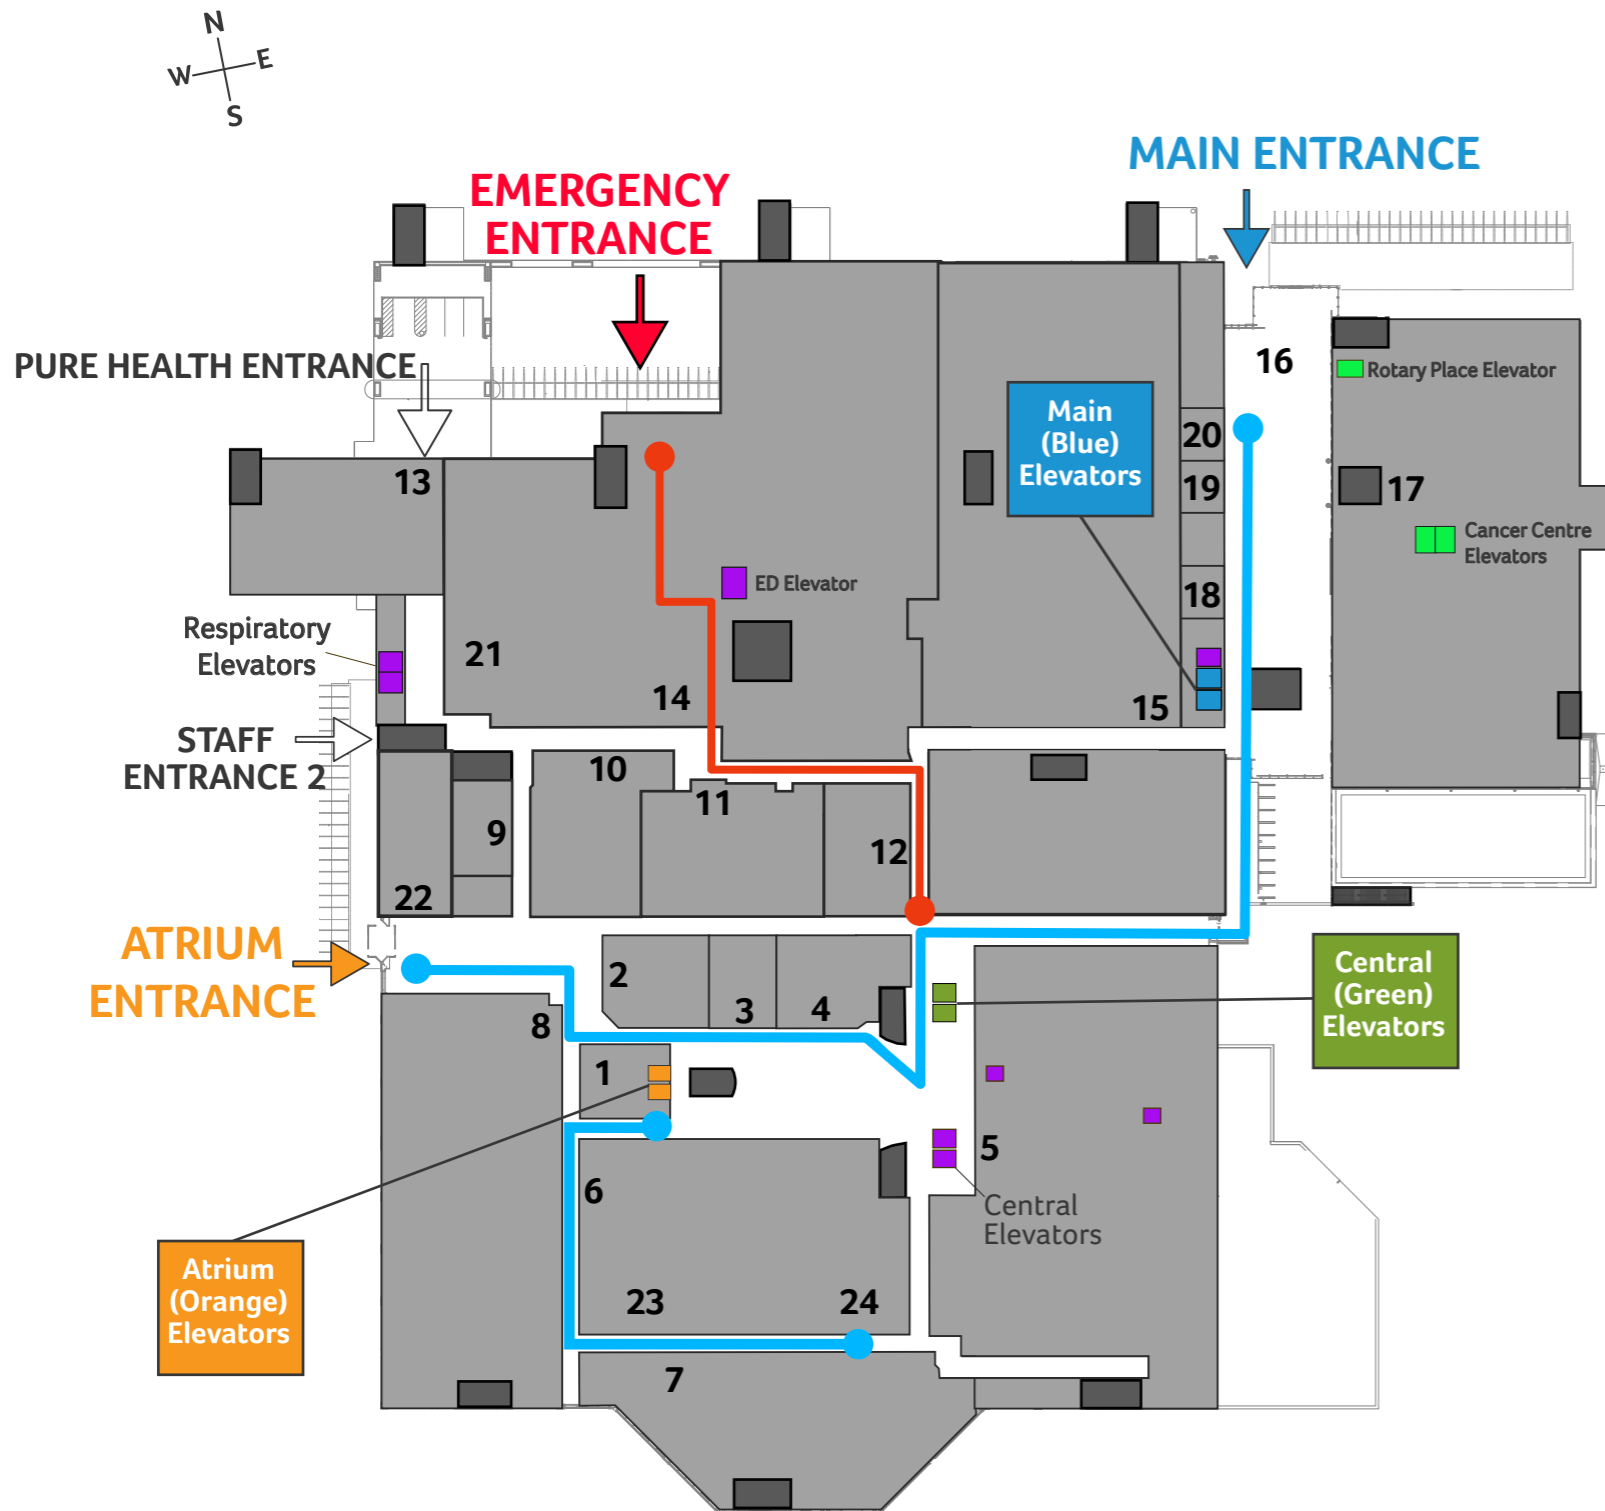 N
W
E
S
MAIN ENTRANCE
EMERGENCY
ENTRANCE
PURE HEALTH ENTRANCE
16
Rotary Place Elevator
Main
(Blue)
Elevators
20
13
19
17
Cancer Centre
Elevators
ED Elevator
18
Respiratory
Elevators
21
14
15
STAFF
ENTRANCE 2
10
11
9
12
22
ATRIUM
ENTRANCE
2
3
4
8
Central
(Green)
Elevators
1
5
6
Central
Elevators
Atrium
(Orange)
Elevators
23
24
7